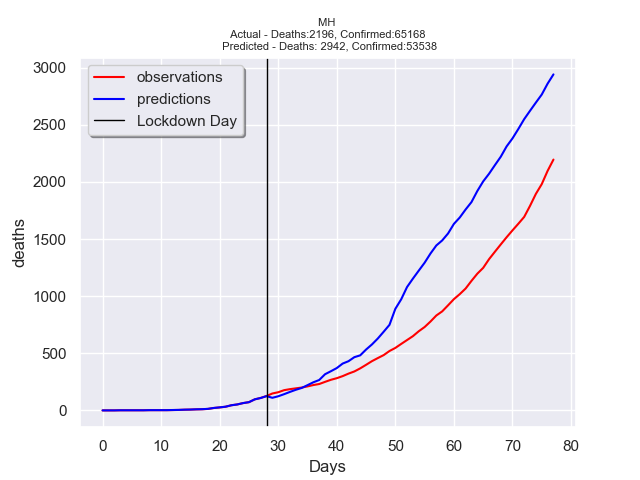 MH
Actual - Deaths:2196, Confirmed:65168
Predicted - Deaths: 2942, Confirmed:53538
observations
predictions
Lockdown Day
deaths
3000
2500
2000
1500
1000
500
0
0 10 20 30 40 50 60 70 80
Days